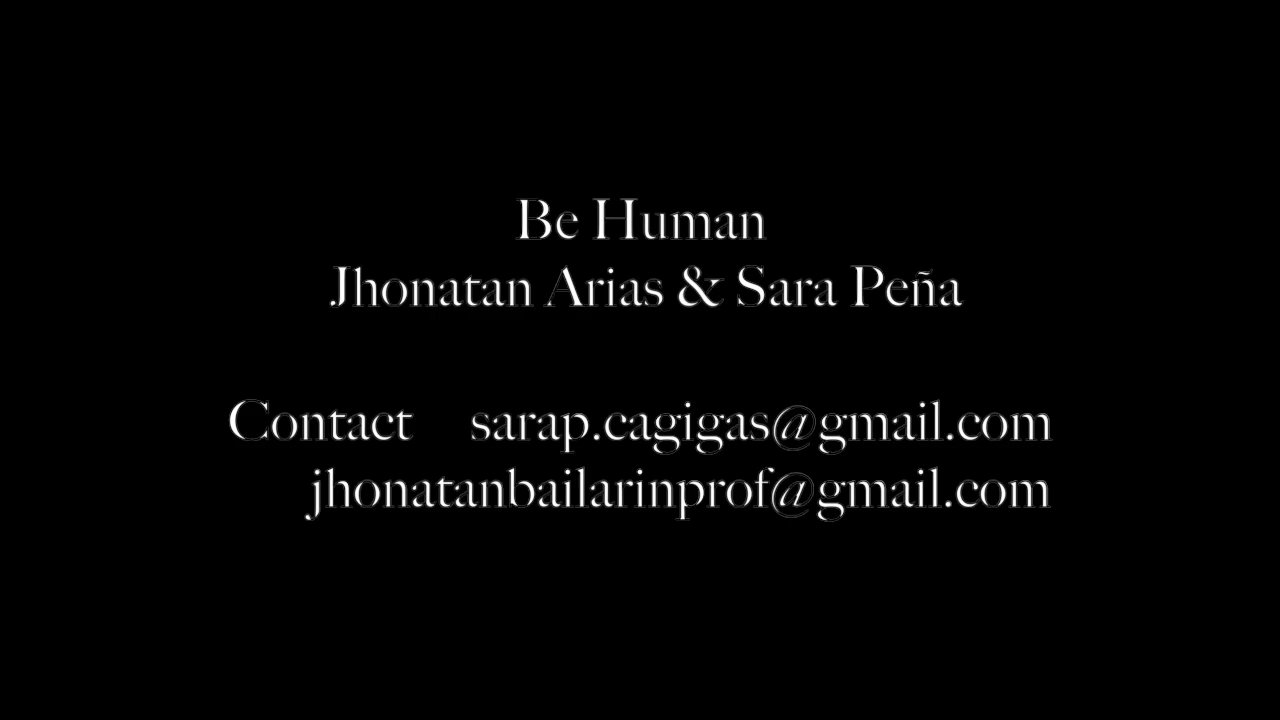 Be Human
Jhonatan Arias & Sara Peña
Contact sarap.cagigas@gmail.com
jhonatanbailarinprof@gmail.com